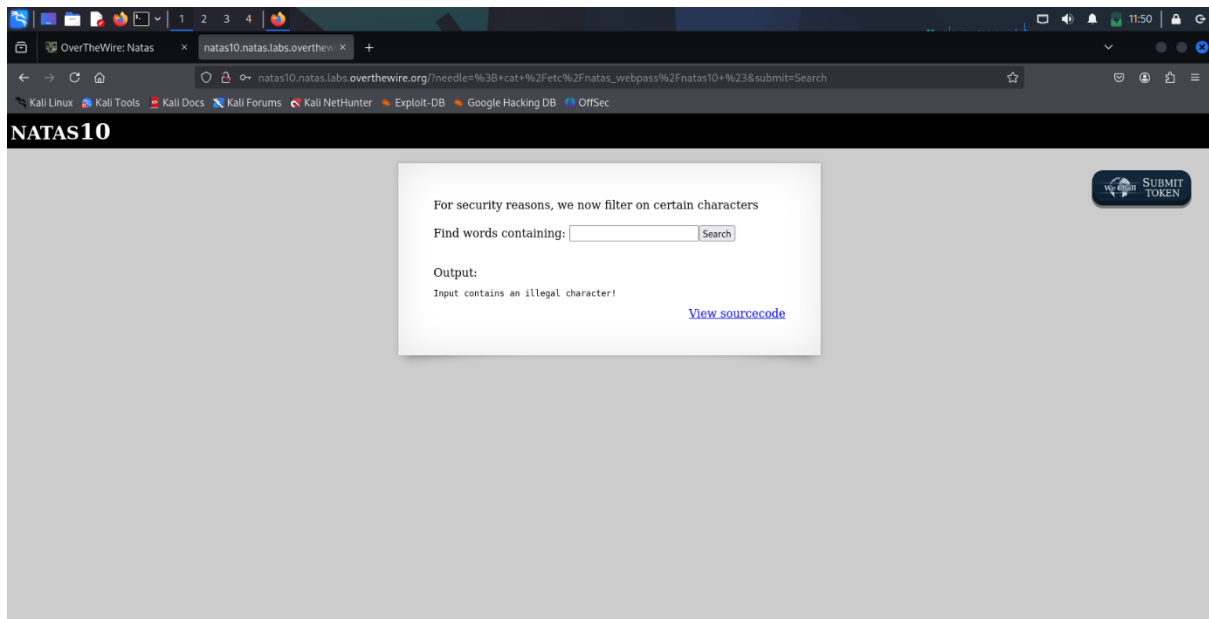 1 2 3 4 11:50
OverTheWire: Natas × natas10.natas.labs.overthew × +
natas10.natas.labs.overthewire.org/?needle=%3B+cat+%2Fetc%2Fnatas_webpass%2Fnatas10+%23&submit=Search
Kali Linux Kali Tools Kali Docs Kali Forums Kali NetHunter Exploit-DB Google Hacking DB OffSec
NATAS10
We Chall SUBMIT TOKEN
For security reasons, we now filter on certain characters
Find words containing: Search
Output:
Input contains an illegal character!
View sourcecode